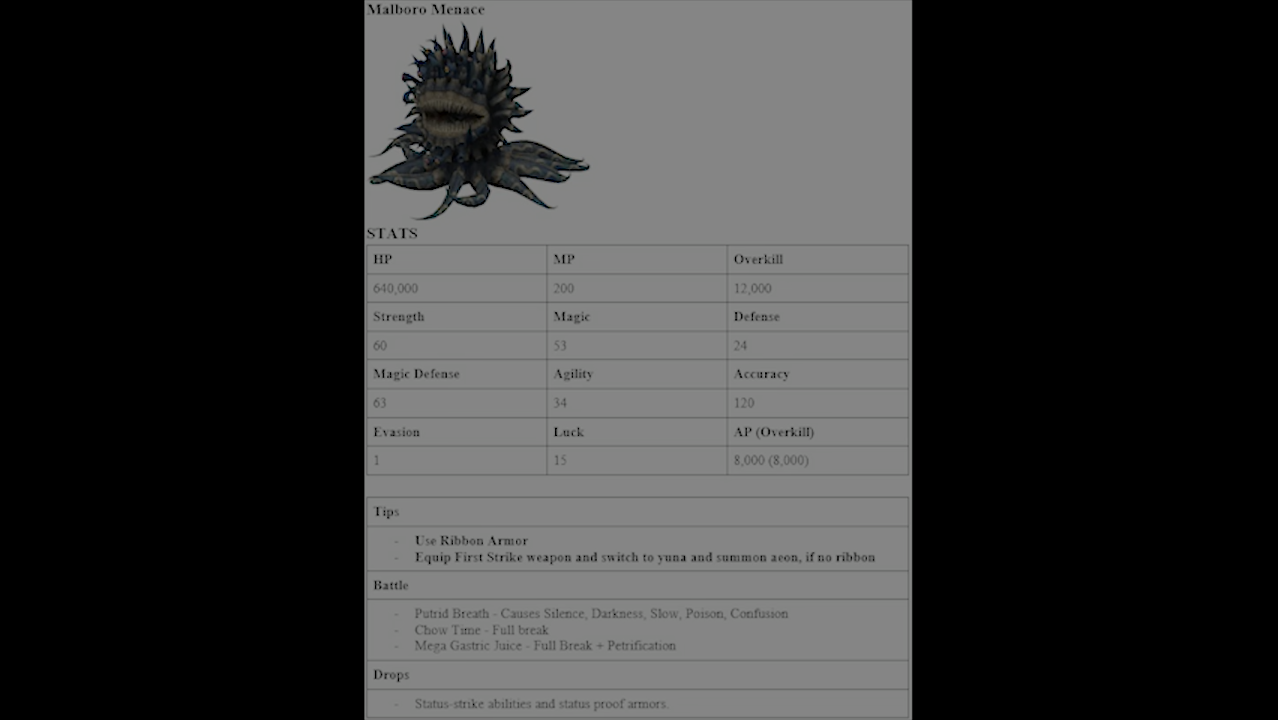 Malboro Menace
STATS
HP MP Overkill
640,000 200 12,000
Strength Magic Defense
60 53 24
Magic Defense Agility Accuracy
63 34 120
Evasion Luck AP (Overkill)
1 15 8,000 (8,000)
Tips
- Use Ribbon Armor
- Equip First Strike weapon and switch to yuna and summon aeon, if no ribbon
Battle
- Putrid Breath - Causes Silence, Darkness, Slow, Poison, Confusion
- Chow Time - Full break
- Mega Gastric Juice - Full Break + Petrification
Drops
- Status-strike abilities and status proof armors.